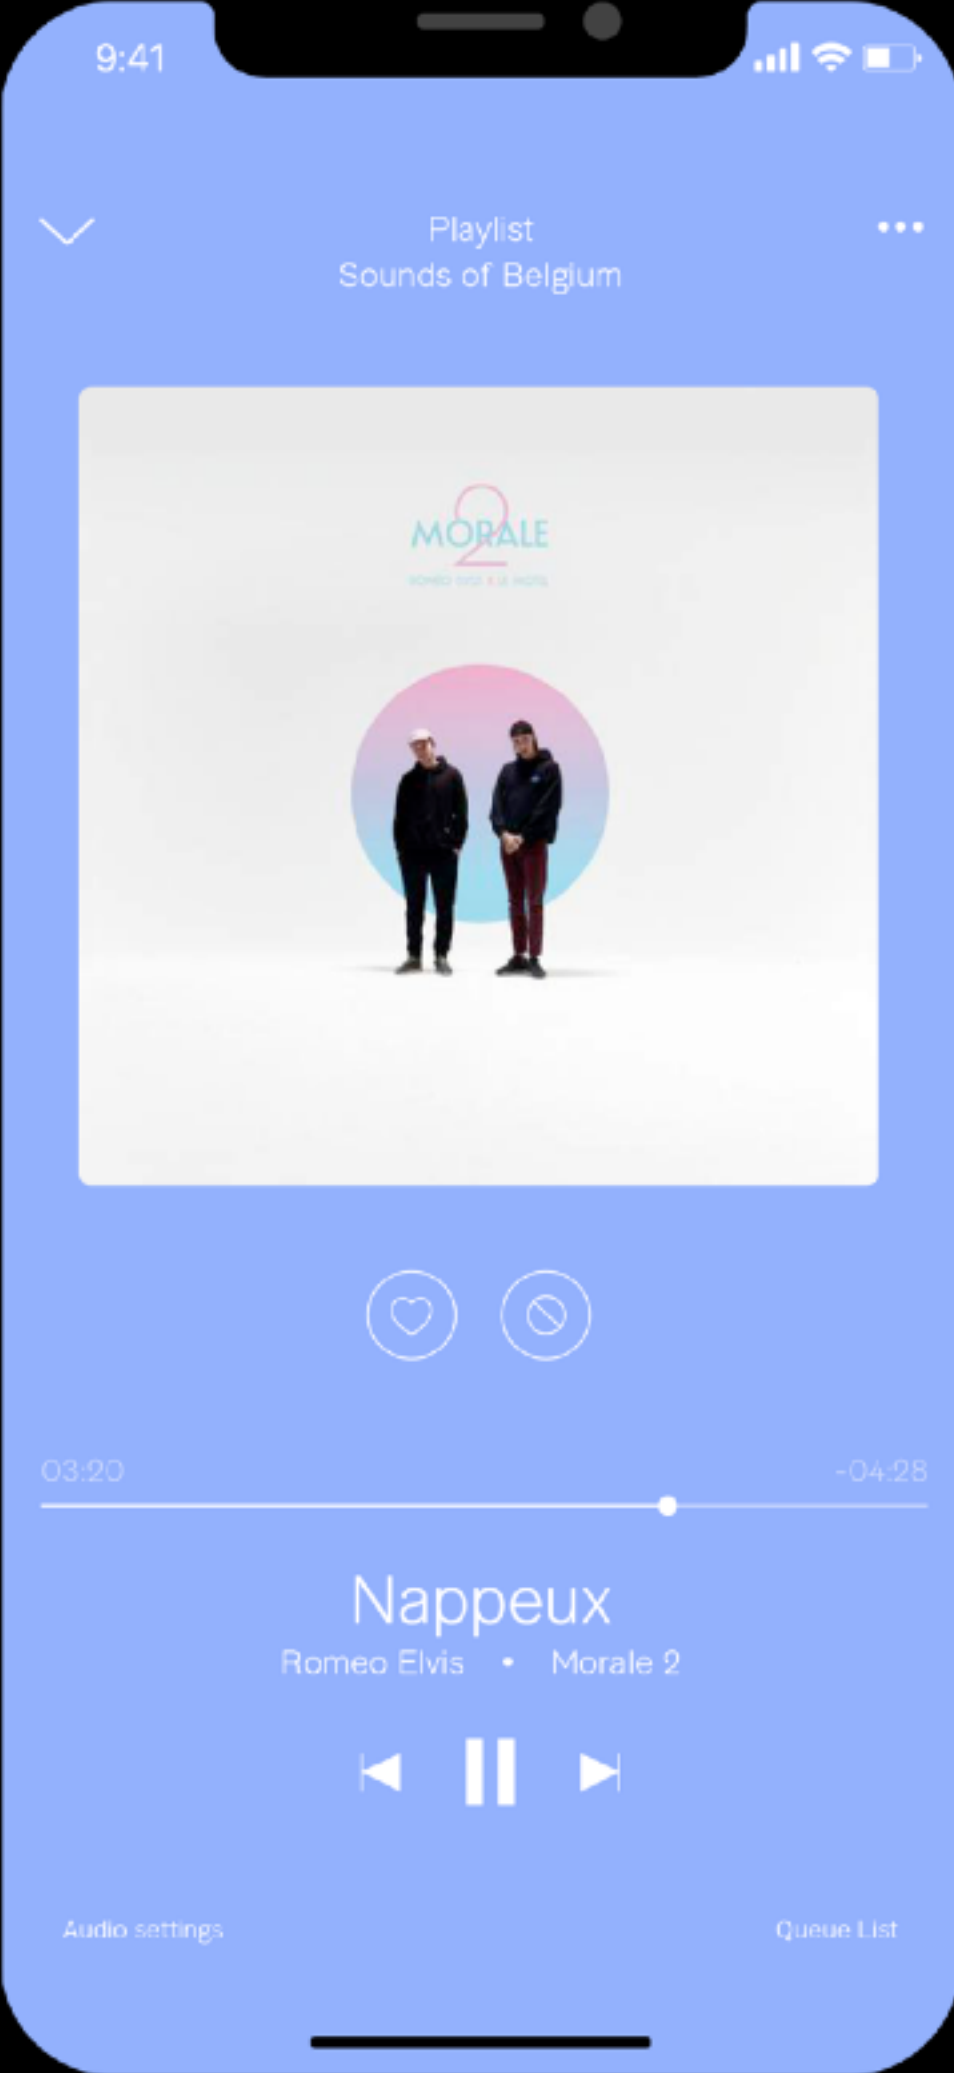 9:41
Playlist
Sounds of Belgium
2
MORALE
03:20
-04:28
Nappeux
Romeo Elvis • Morale 2
Audio settings
Queue List